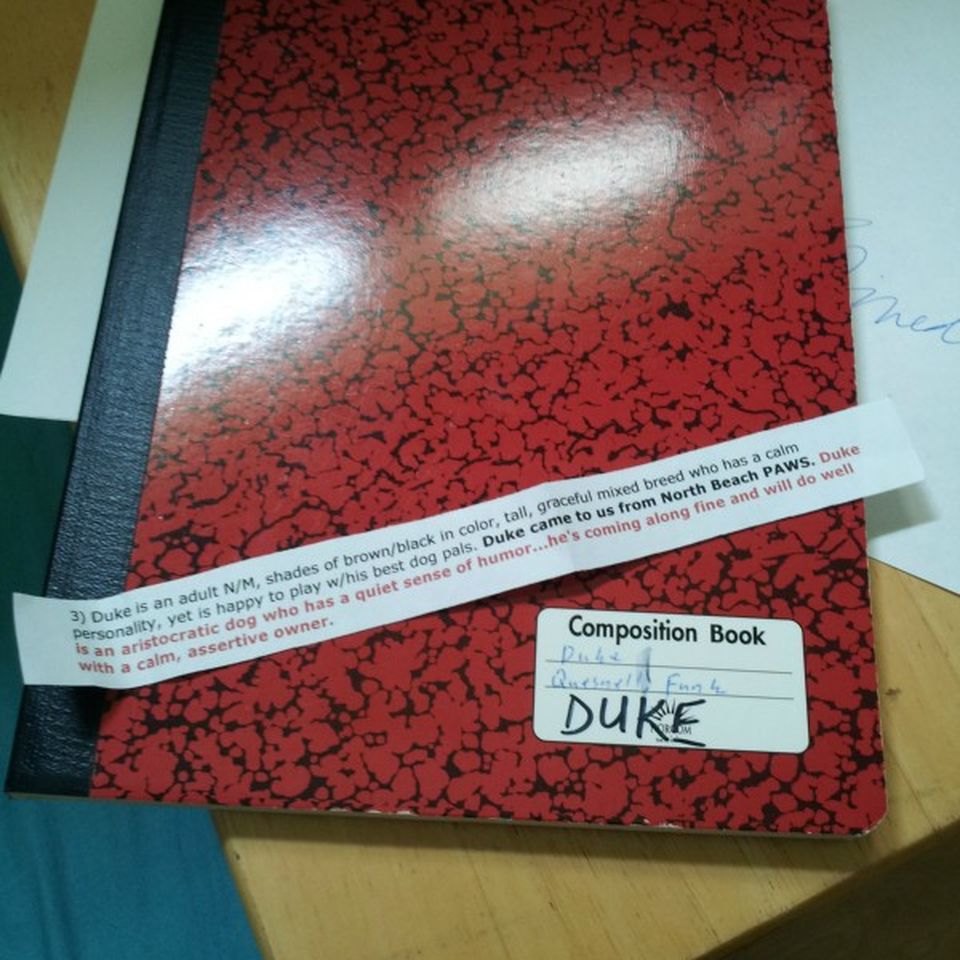 3) Duke is an adult N/M, shades of brown/black in color, tall, graceful mixed breed who has a calm
personality, yet is happy to play w/his best dog pals. Duke came to us from North Beach PAWS. Duke
is an aristocratic dog who has a quiet sense of humor...he's coming along fine and will do well
with a calm, assertive owner.
Composition Book
Duke
Funk
DUKE
NORCOM